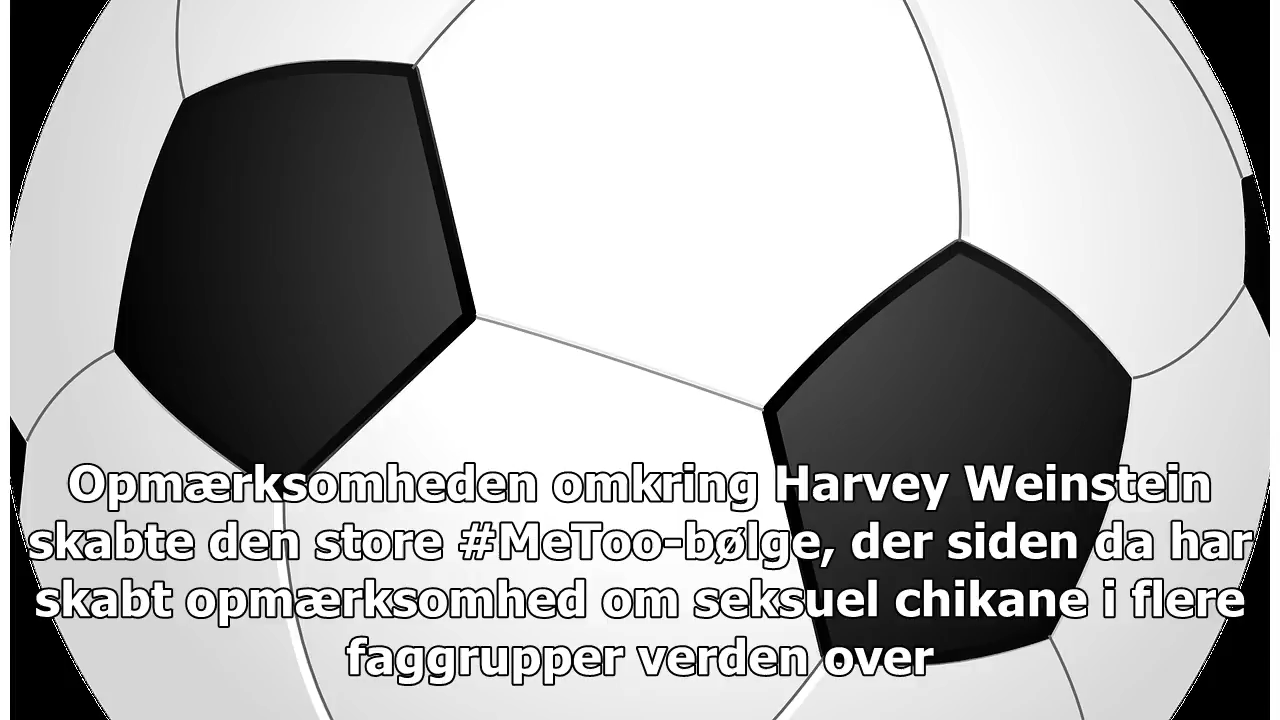 Opmærksomheden omkring Harvey Weinstein
skabte den store #MeToo-bølge, der siden da har
skabt opmærksomhed om seksuel chikane i flere
faggrupper verden over